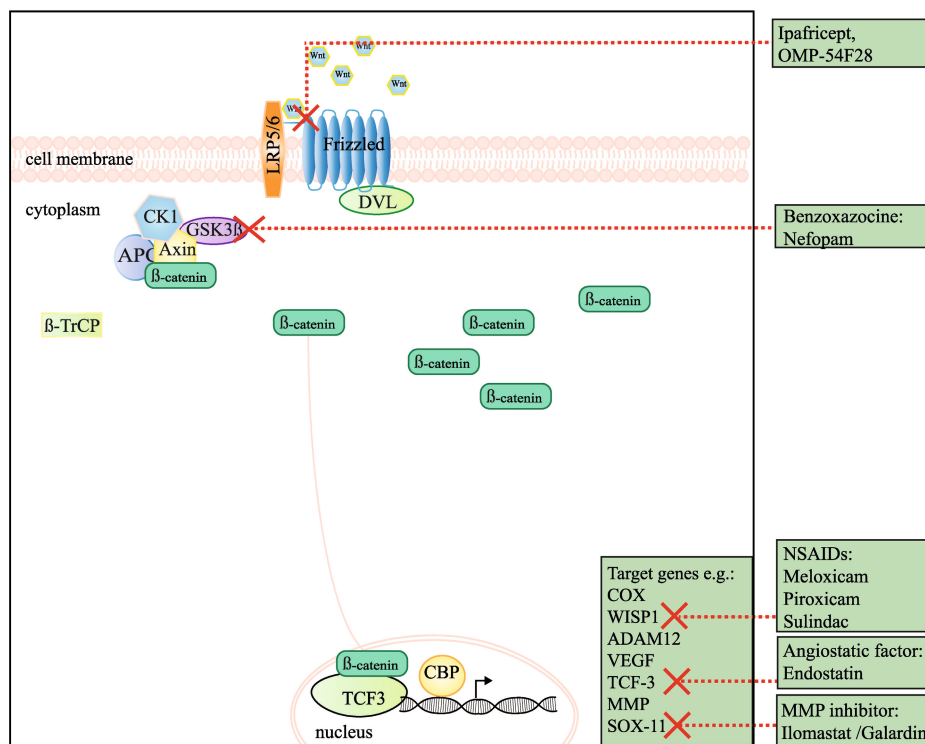 Ipafricept,
OMP-54F28
Wnt
Wnt
Wnt
Wnt
Wnt
LRP5/6
Frizzled
cell membrane
DVL
cytoplasm
CK1
GSK3ß
Axin
APC
ß-catenin
Benzoxazocine:
Nefopam
ß-TrCP
ß-catenin
ß-catenin
ß-catenin
ß-catenin
ß-catenin
Target genes e.g.:
COX
WISP1
ADAM12
VEGF
TCF-3
MMP
SOX-11
NSAIDs:
Meloxicam
Piroxicam
Sulindac
Angiostatic factor:
Endostatin
MMP inhibitor:
Ilomastat /Galardin
ß-catenin
CBP
TCF3
nucleus